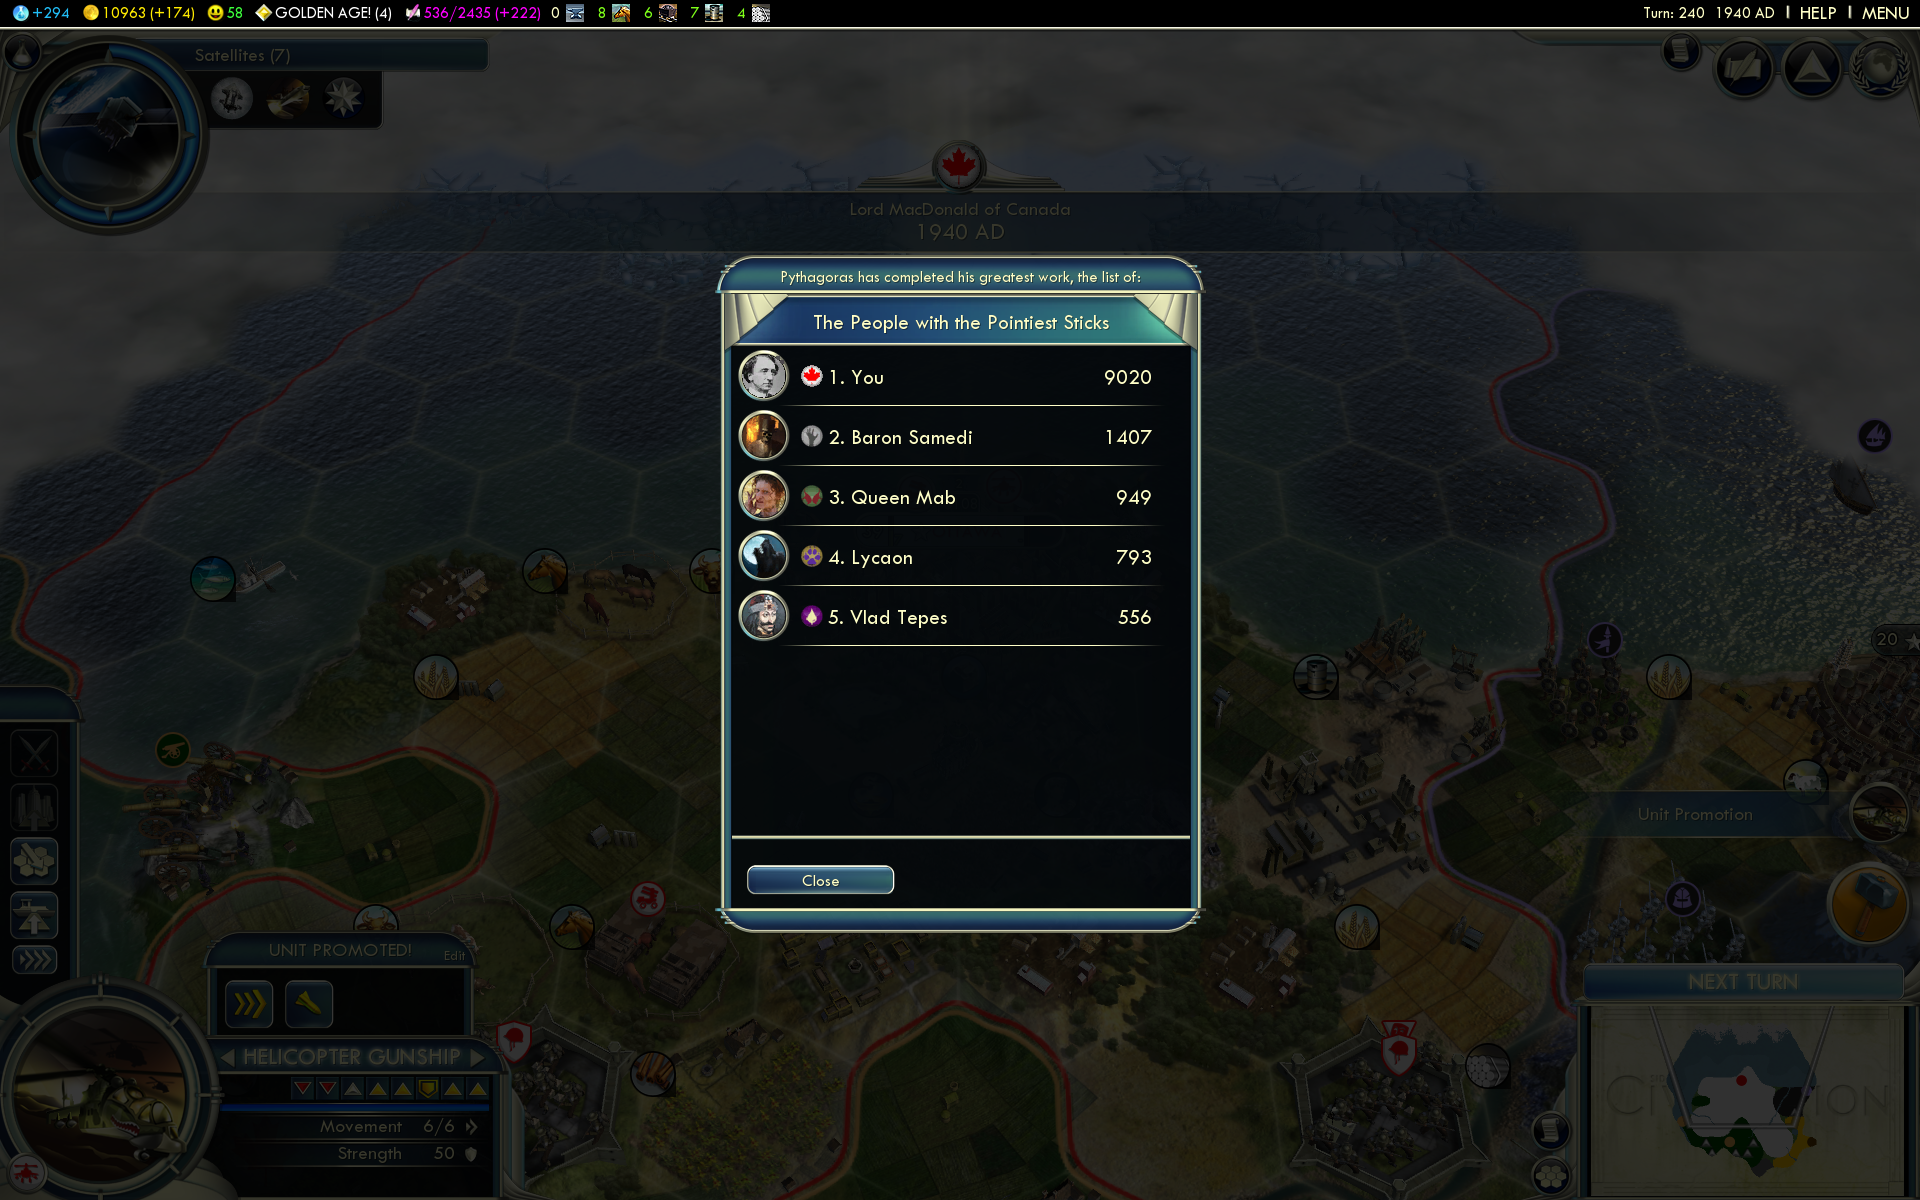 +294 10963 (+174) 58 GOLDEN AGE! (4) 536/2435 (+222) 0 8 6 7 4 Turn: 240 1940 AD HELP MENU
Satellites (7)
Lord MacDonald of Canada
1940 AD
Pythagoras has completed his greatest work, the list of:
The People with the Pointiest Sticks
1. You 9020
2. Baron Samedi 1407
3. Queen Mab 949
4. Lycaon 793
5. Vlad Tepes 556
Close
20
Unit Promotion
UNIT PROMOTED! Edit
HELICOPTER GUNSHIP
Movement 6/6
Strength 50
NEXT TURN